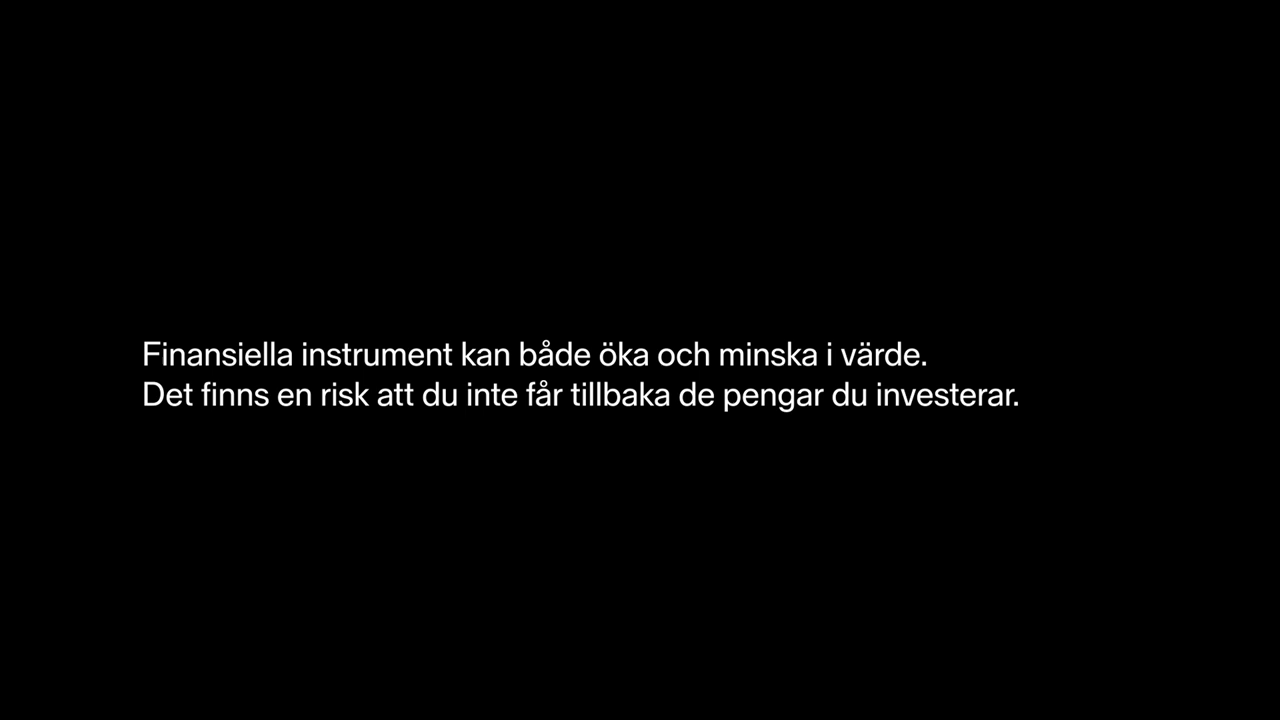 Finansiella instrument kan både öka och minska i värde.
Det finns en risk att du inte får tillbaka de pengar du investerar.